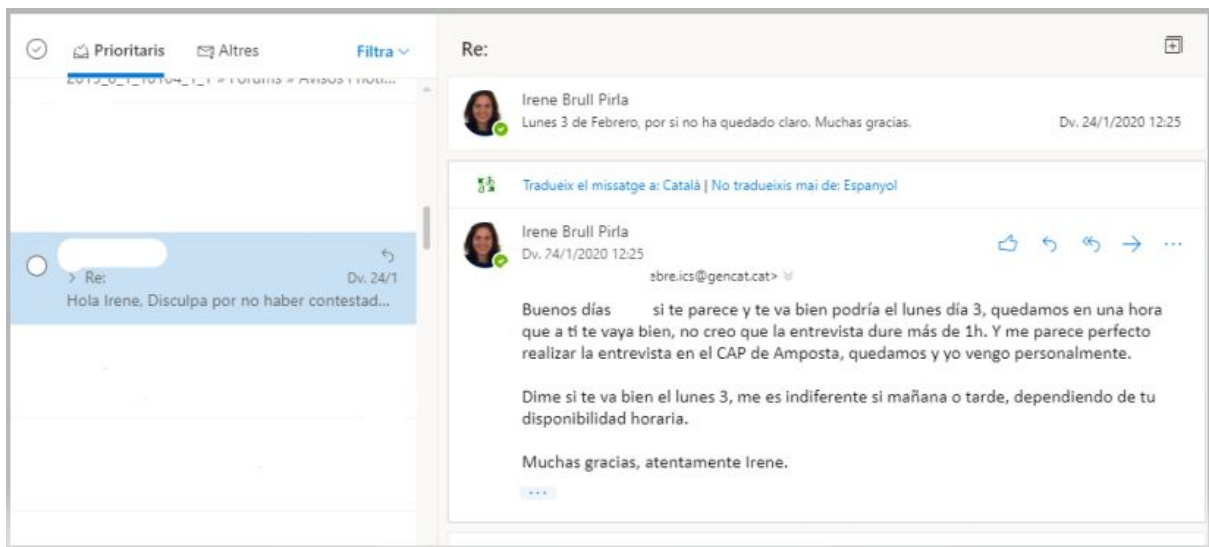 Prioritaris
Altres
Filtra
Re:
Hola Irene, Disculpa por no haber contestad...
Dv. 24/1
Re:
Irene Brull Pirla
Lunes 3 de Febrero, por si no ha quedado claro. Muchas gracias.
Dv. 24/1/2020 12:25
Tradueix el missatge a: Català | No tradueixis mai de: Espanyol
Irene Brull Pirla
Dv. 24/1/2020 12:25
ebre.ics@gencat.cat>
Buenos días si te parece y te va bien podría el lunes día 3, quedamos en una hora
que a ti te vaya bien, no creo que la entrevista dure más de 1h. Y me parece perfecto
realizar la entrevista en el CAP de Amposta, quedamos y yo vengo personalmente.
Dime si te va bien el lunes 3, me es indiferente si mañana o tarde, dependiendo de tu
disponibilidad horaria.
Muchas gracias, atentamente Irene.
...